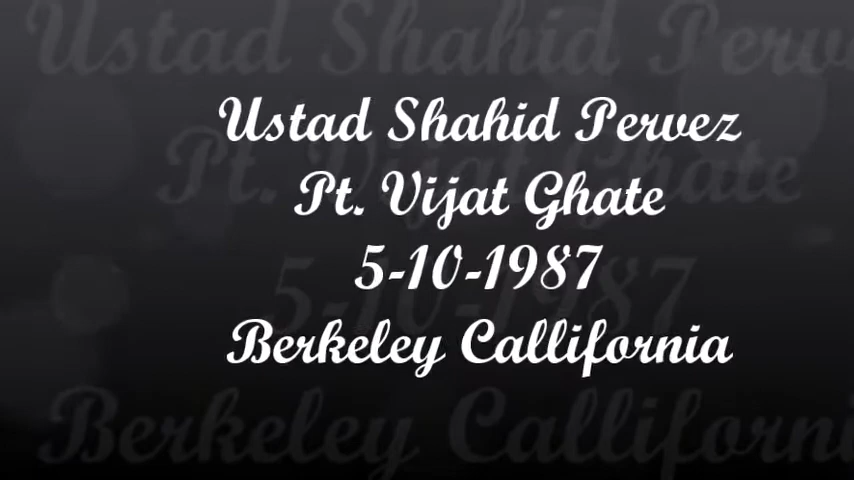 Ustad Shahid Pervez
Pt. Vijat Ghate
5-10-1987
Berkeley Callifornia